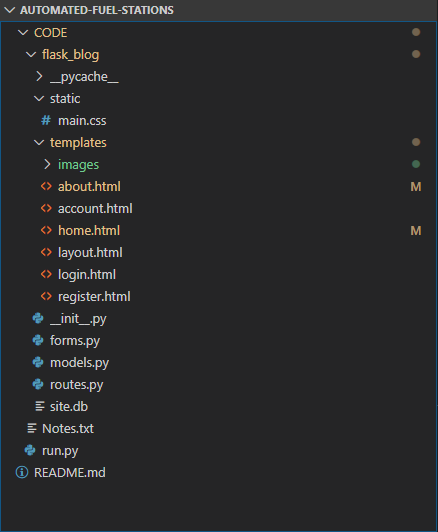 AUTOMATED-FUEL-STATIONS
CODE
flask_blog
__pycache__
static
# main.css
templates
images
<> about.html M
<> account.html
<> home.html M
<> layout.html
<> login.html
<> register.html
__init__.py
forms.py
models.py
routes.py
site.db
Notes.txt
run.py
README.md